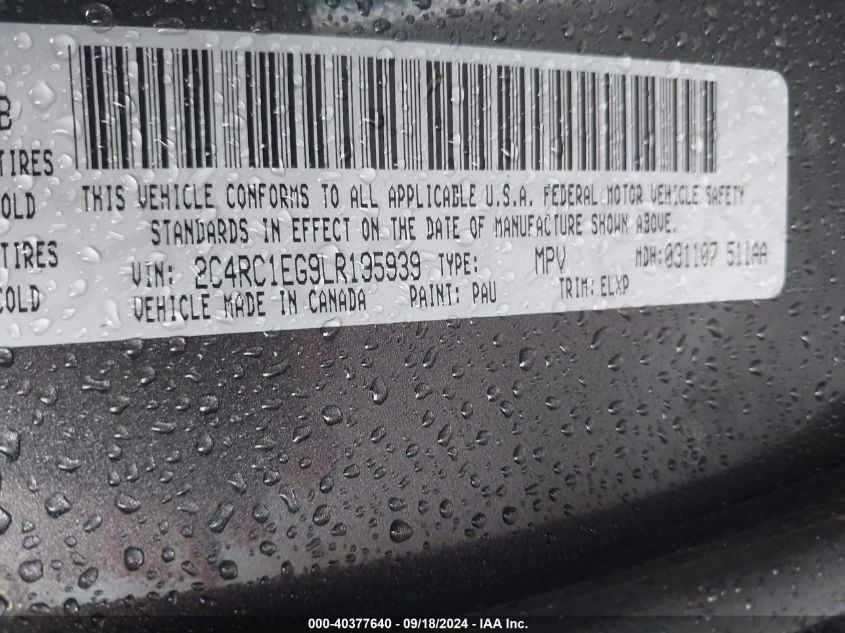 B
TIRES
OLD
TIRES
COLD
THIS VEHICLE CONFORMS TO ALL APPLICABLE U.S.A. FEDERAL MOTOR VEHICLE SAFETY
STANDARDS IN EFFECT ON THE DATE OF MANUFACTURE SHOWN ABOVE.
VIN: 2C4RC1EG9LR195939 TYPE: MPV MDH:031107 511AA
VEHICLE MADE IN CANADA PAINT: PAU TRIM: ELXP
000-40377640 - 09/18/2024 - IAA Inc.